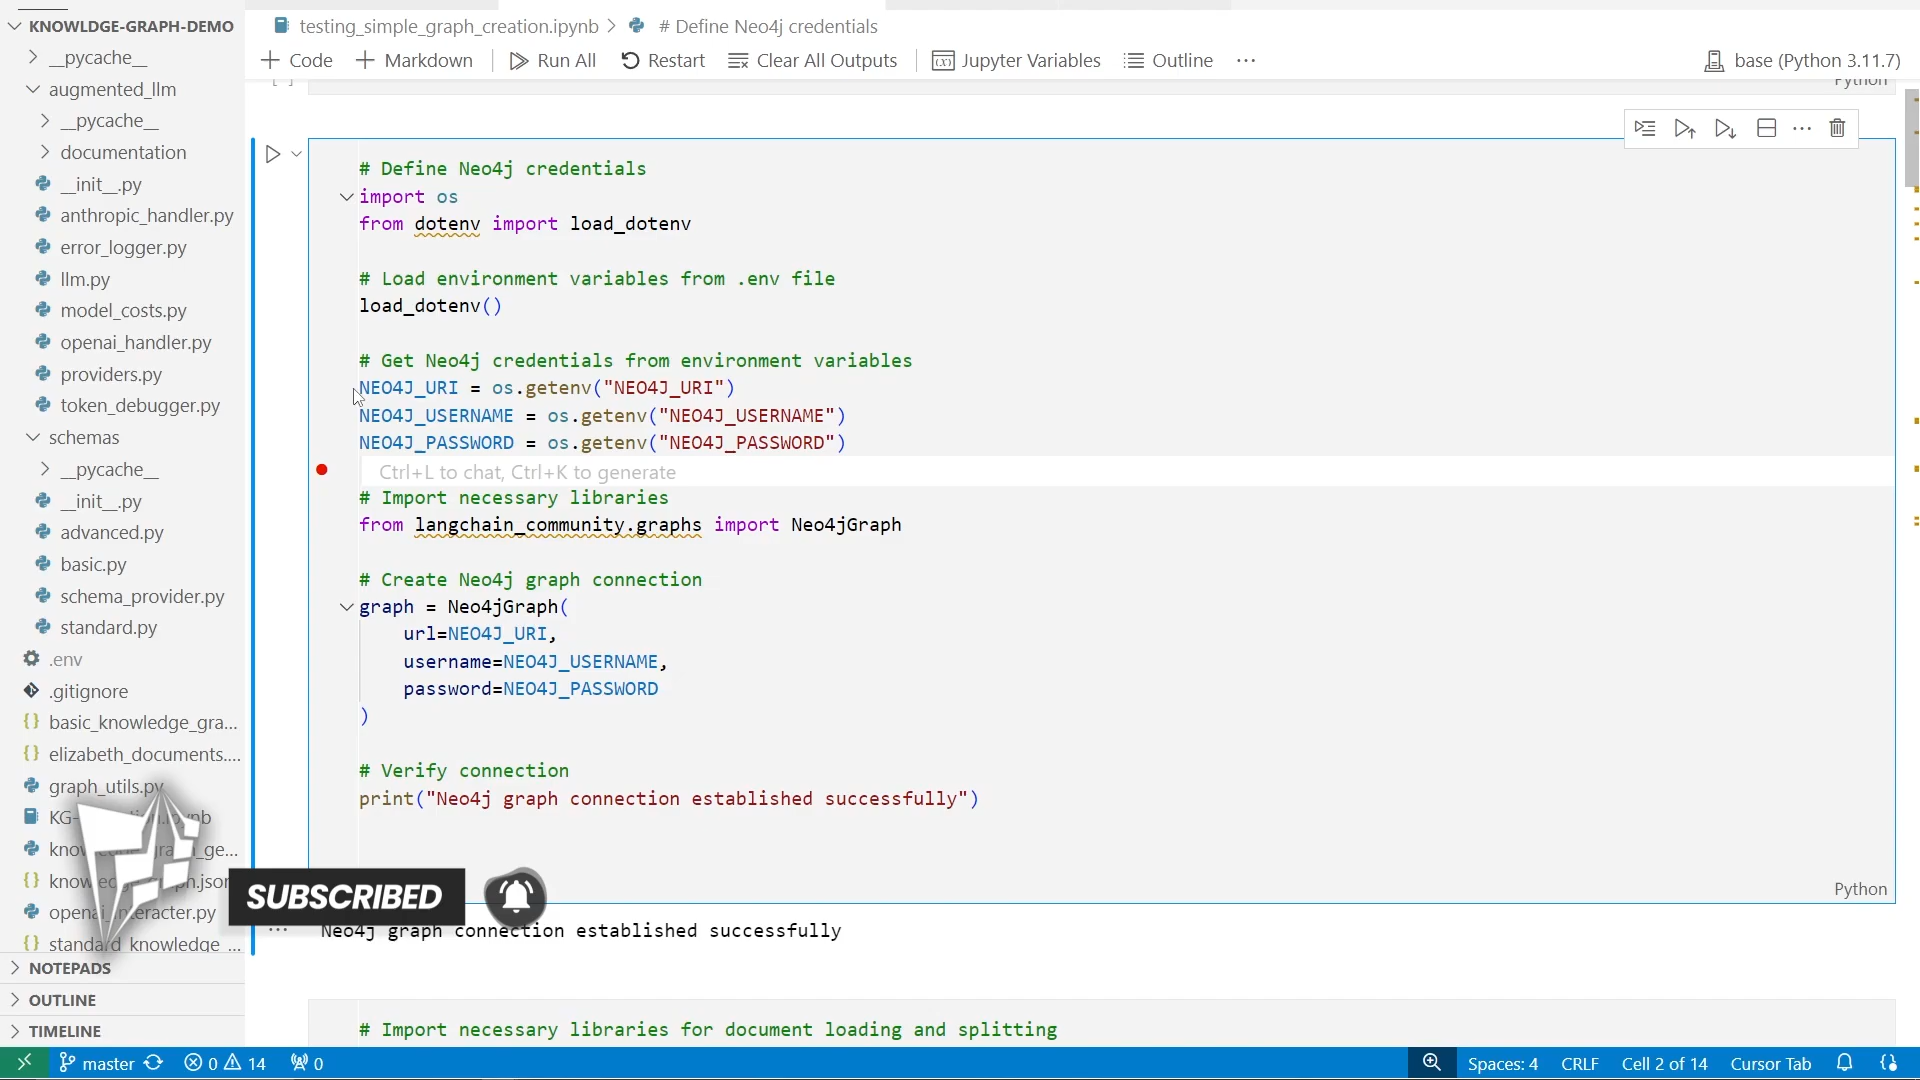 KNOWLDGE-GRAPH-DEMO
__pycache__
augmented_llm
__pycache__
documentation
__init__.py
anthropic_handler.py
error_logger.py
llm.py
model_costs.py
openai_handler.py
providers.py
token_debugger.py
schemas
__pycache__
__init__.py
advanced.py
basic.py
schema_provider.py
standard.py
.env
.gitignore
basic_knowledge_gra...
elizabeth_documents....
graph_utils.py
standard_knowledge_...
NOTEPADS
OUTLINE
TIMELINE
testing_simple_graph_creation.ipynb > # Define Neo4j credentials
Code Markdown Run All Restart Clear All Outputs Jupyter Variables Outline ... base (Python 3.11.7)
[ ] Python
# Define Neo4j credentials
import os
from dotenv import load_dotenv
# Load environment variables from .env file
load_dotenv()
# Get Neo4j credentials from environment variables
NEO4J_URI = os.getenv("NEO4J_URI")
NEO4J_USERNAME = os.getenv("NEO4J_USERNAME")
NEO4J_PASSWORD = os.getenv("NEO4J_PASSWORD")
Ctrl+L to chat, Ctrl+K to generate
# Import necessary libraries
from langchain_community.graphs import Neo4jGraph
# Create Neo4j graph connection
graph = Neo4jGraph(
url=NEO4J_URI,
username=NEO4J_USERNAME,
password=NEO4J_PASSWORD
)
# Verify connection
print("Neo4j graph connection established successfully")
Python
SUBSCRIBED
Neo4j graph connection established successfully
# Import necessary libraries for document loading and splitting
master 0 14 0 Spaces: 4 CRLF Cell 2 of 14 Cursor Tab